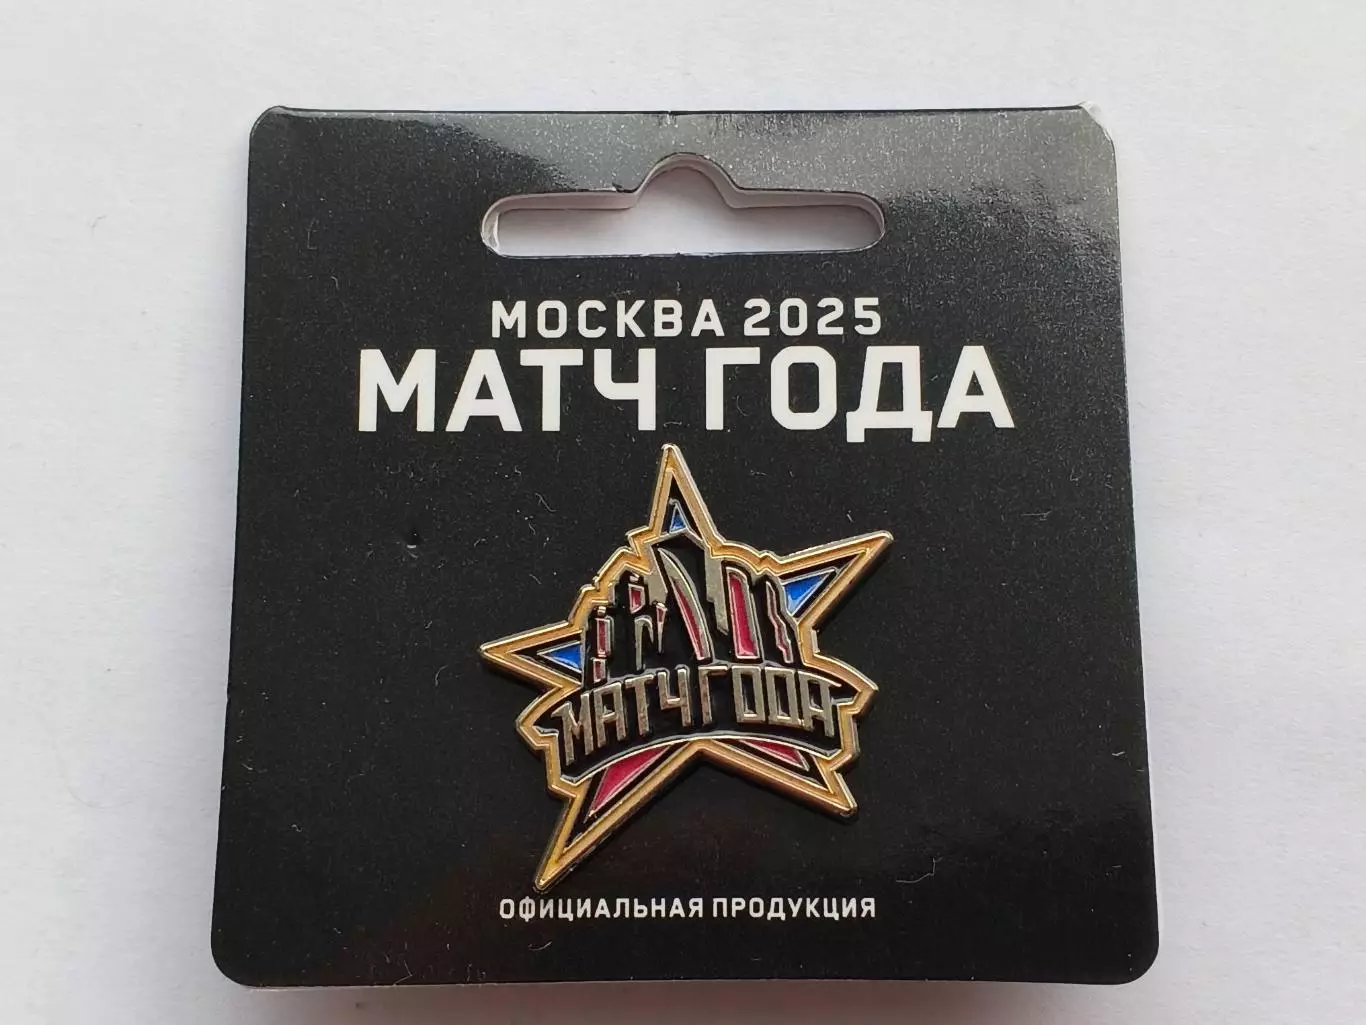 МОСКВА 2025
МАТЧ ГОДА
МАТЧ ГОДА
ОФИЦИАЛЬНАЯ ПРОДУКЦИЯ